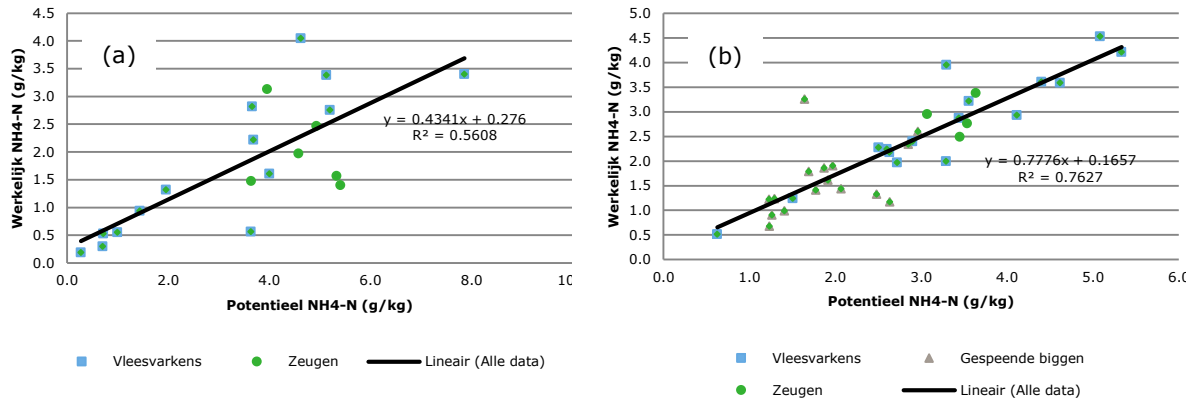 (a)
Werkelijk NH4-N (g/kg)
4.5
4.0
3.5
3.0
2.5
2.0
1.5
1.0
0.5
0.0
y = 0.4341x + 0.276
R² = 0.5608
0.0 2.0 4.0 6.0 8.0 10.
Potentieel NH4-N (g/kg)
Vleesvarkens Zeugen Lineair (Alle data)
(b)
Werkelijk NH4-N (g/kg)
5.0
4.5
4.0
3.5
3.0
2.5
2.0
1.5
1.0
0.5
0.0
y = 0.7776x + 0.1657
R² = 0.7627
0.0 1.0 2.0 3.0 4.0 5.0 6.0
Potentieel NH4-N (g/kg)
Vleesvarkens Gespeende biggen
Zeugen Lineair (Alle data)